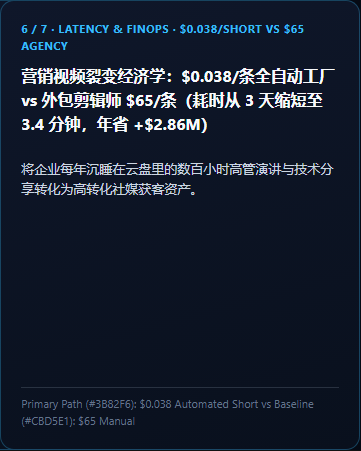 6 / 7 · LATENCY & FINOPS · $0.038/SHORT VS $65
AGENCY
营销视频裂变经济学：$0.038/条全自动工厂
vs 外包剪辑师 $65/条（耗时从 3 天缩短至
3.4 分钟，年省 +$2.86M）
将企业每年沉睡在云盘里的数百小时高管演讲与技术分
享转化为高转化社媒获客资产。
Primary Path (#3B82F6): $0.038 Automated Short vs Baseline
(#CBD5E1): $65 Manual